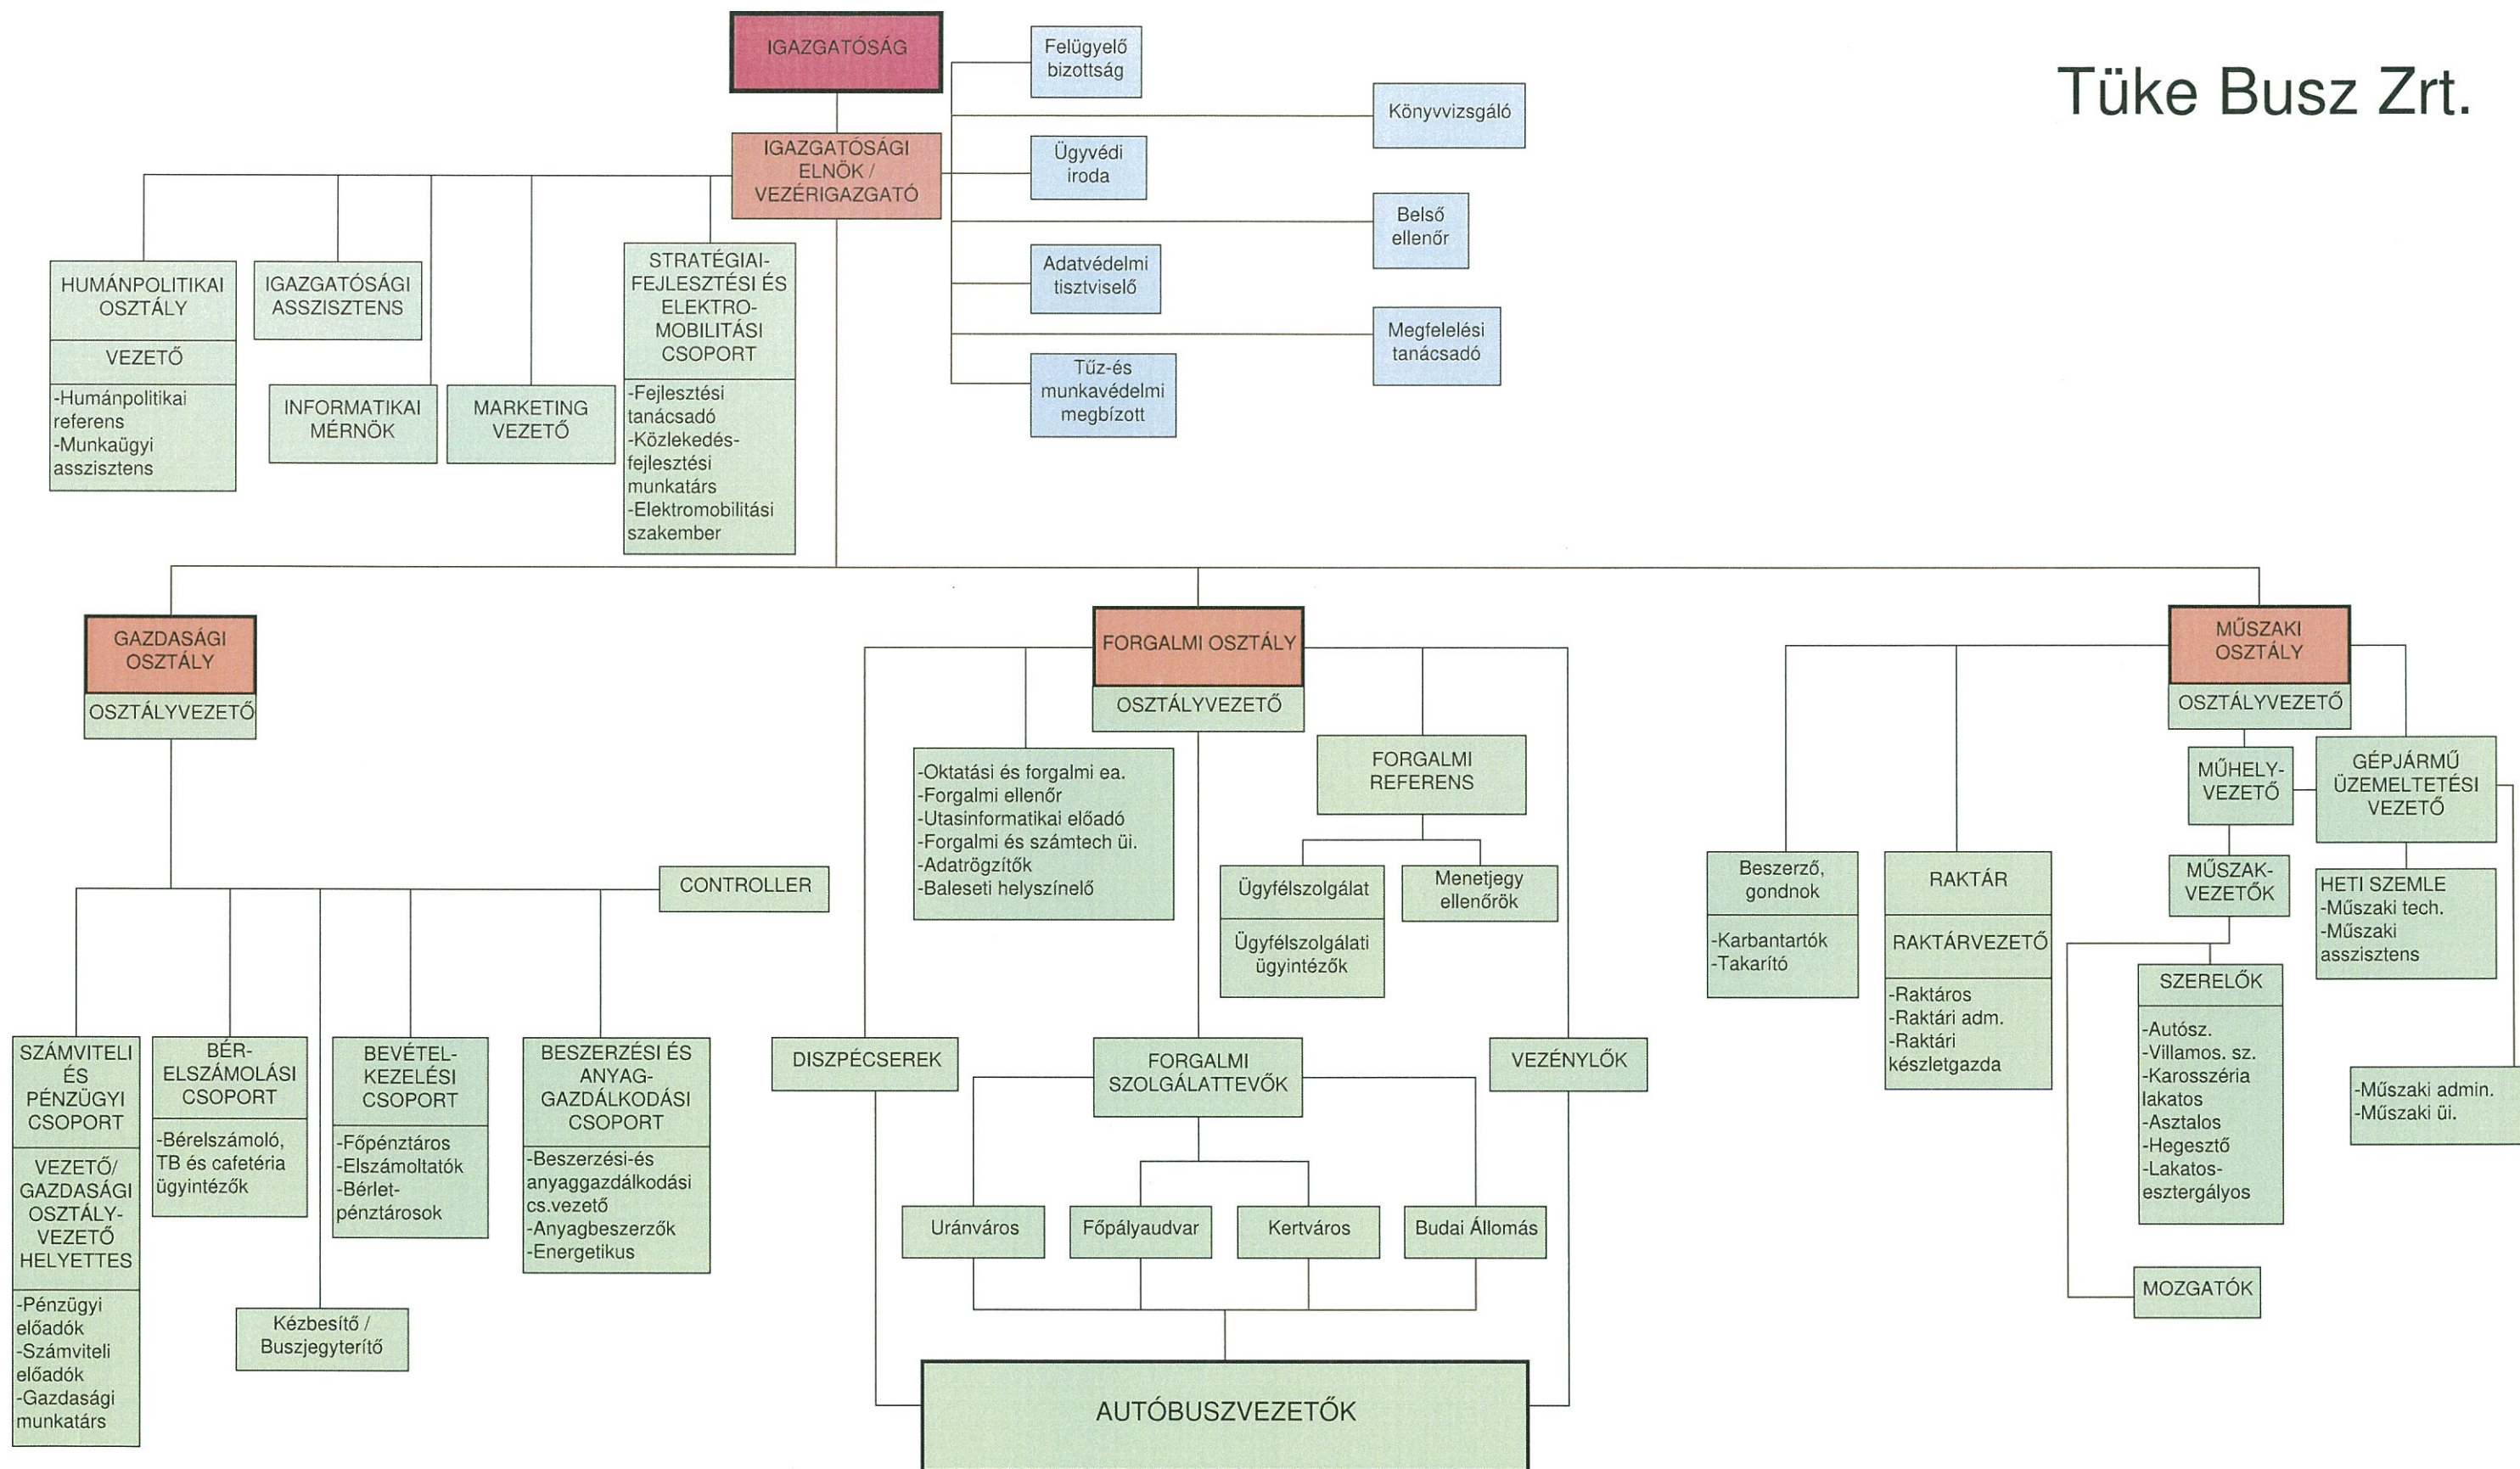 Tüke Busz Zrt.
IGAZGATÓSÁG
IGAZGATÓSÁGI
ELNÖK /
VEZÉRIGAZGATÓ
Felügyelő
bizottság
Könyvvizsgáló
Ügyvédi
iroda
Belső
ellenőr
Adatvédelmi
tisztviselő
Megfelelési
tanácsadó
Tűz-és
munkavédelmi
megbízott
HUMÁNPOLITIKAI
OSZTÁLY
VEZETŐ
-Humánpolitikai
referens
-Munkaügyi
asszisztens
IGAZGATÓSÁGI
ASSZISZTENS
INFORMATIKAI
MÉRNÖK
MARKETING
VEZETŐ
STRATÉGIAI-
FEJLESZTÉSI ÉS
ELEKTRO-
MOBILITÁSI
CSOPORT
-Fejlesztési
tanácsadó
-Közlekedés-
fejlesztési
munkatárs
-Elektromobilitási
szakember
GAZDASÁGI
OSZTÁLY
OSZTÁLYVEZETŐ
CONTROLLER
SZÁMVITELI
ÉS
PÉNZÜGYI
CSOPORT
VEZETŐ/
GAZDASÁGI
OSZTÁLY-
VEZETŐ
HELYETTES
-Pénzügyi
előadók
-Számviteli
előadók
-Gazdasági
munkatárs
BÉR-
ELSZÁMOLÁSI
CSOPORT
-Bérelszámoló,
TB és cafetéria
ügyintézők
Kézbesítő /
Buszjegyterítő
BEVÉTEL-
KEZELÉSI
CSOPORT
-Főpénztáros
-Elszámoltatók
-Bérlet-
pénztárosok
BESZERZÉSI ÉS
ANYAG-
GAZDÁLKODÁSI
CSOPORT
-Beszerzési-és
anyaggazdálkodási
cs.vezető
-Anyagbeszerzők
-Energetikus
FORGALMI OSZTÁLY
OSZTÁLYVEZETŐ
-Oktatási és forgalmi ea.
-Forgalmi ellenőr
-Utasinformatikai előadó
-Forgalmi és számtech üi.
-Adatrögzítők
-Baleseti helyszínelő
FORGALMI
REFERENS
Ügyfélszolgálat
Ügyfélszolgálati
ügyintézők
Menetjegy
ellenőrök
DISZPÉCSEREK
FORGALMI
SZOLGÁLATTEVŐK
VEZÉNYLŐK
Uránváros
Főpályaudvar
Kertváros
Budai Állomás
AUTÓBUSZVEZETŐK
MŰSZAKI
OSZTÁLY
OSZTÁLYVEZETŐ
Beszerző,
gondnok
-Karbantartók
-Takarító
RAKTÁR
RAKTÁRVEZETŐ
-Raktáros
-Raktári adm.
-Raktári
készletgazda
MŰHELY-
VEZETŐ
GÉPJÁRMŰ
ÜZEMELTETÉSI
VEZETŐ
MŰSZAK-
VEZETŐK
HETI SZEMLE
-Műszaki tech.
-Műszaki
asszisztens
SZERELŐK
-Autósz.
-Villamos. sz.
-Karosszéria
lakatos
-Asztalos
-Hegesztő
-Lakatos-
esztergályos
-Műszaki admin.
-Műszaki üi.
MOZGATÓK